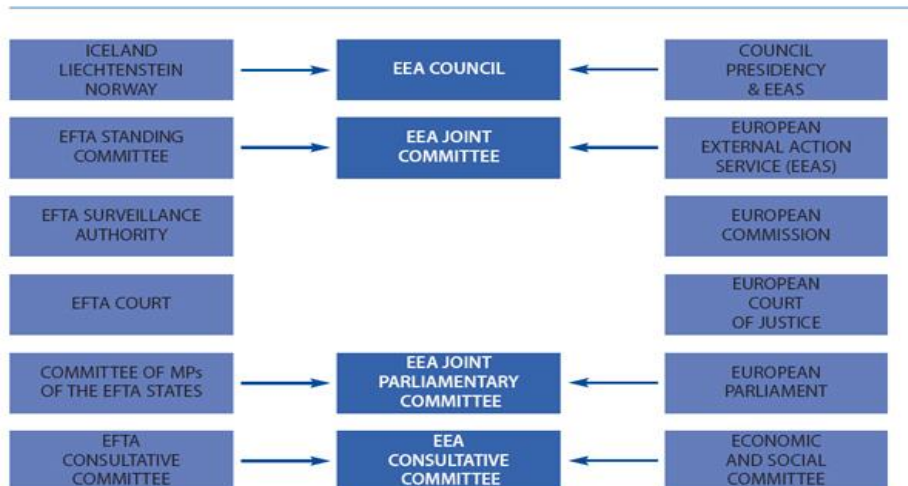 ICELAND
LIECHTENSTEIN
NORWAY
EEA COUNCIL
COUNCIL
PRESIDENCY
& EEAS
EFTA STANDING
COMMITTEE
EEA JOINT
COMMITTEE
EUROPEAN
EXTERNAL ACTION
SERVICE (EEAS)
EFTA SURVEILLANCE
AUTHORITY
EUROPEAN
COMMISSION
EFTA COURT
EUROPEAN
COURT
OF JUSTICE
COMMITTEE OF MPs
OF THE EFTA STATES
EEA JOINT
PARLIAMENTARY
COMMITTEE
EUROPEAN
PARLIAMENT
EFTA
CONSULTATIVE
COMMITTEE
EEA
CONSULTATIVE
COMMITTEE
ECONOMIC
AND SOCIAL
COMMITTEE